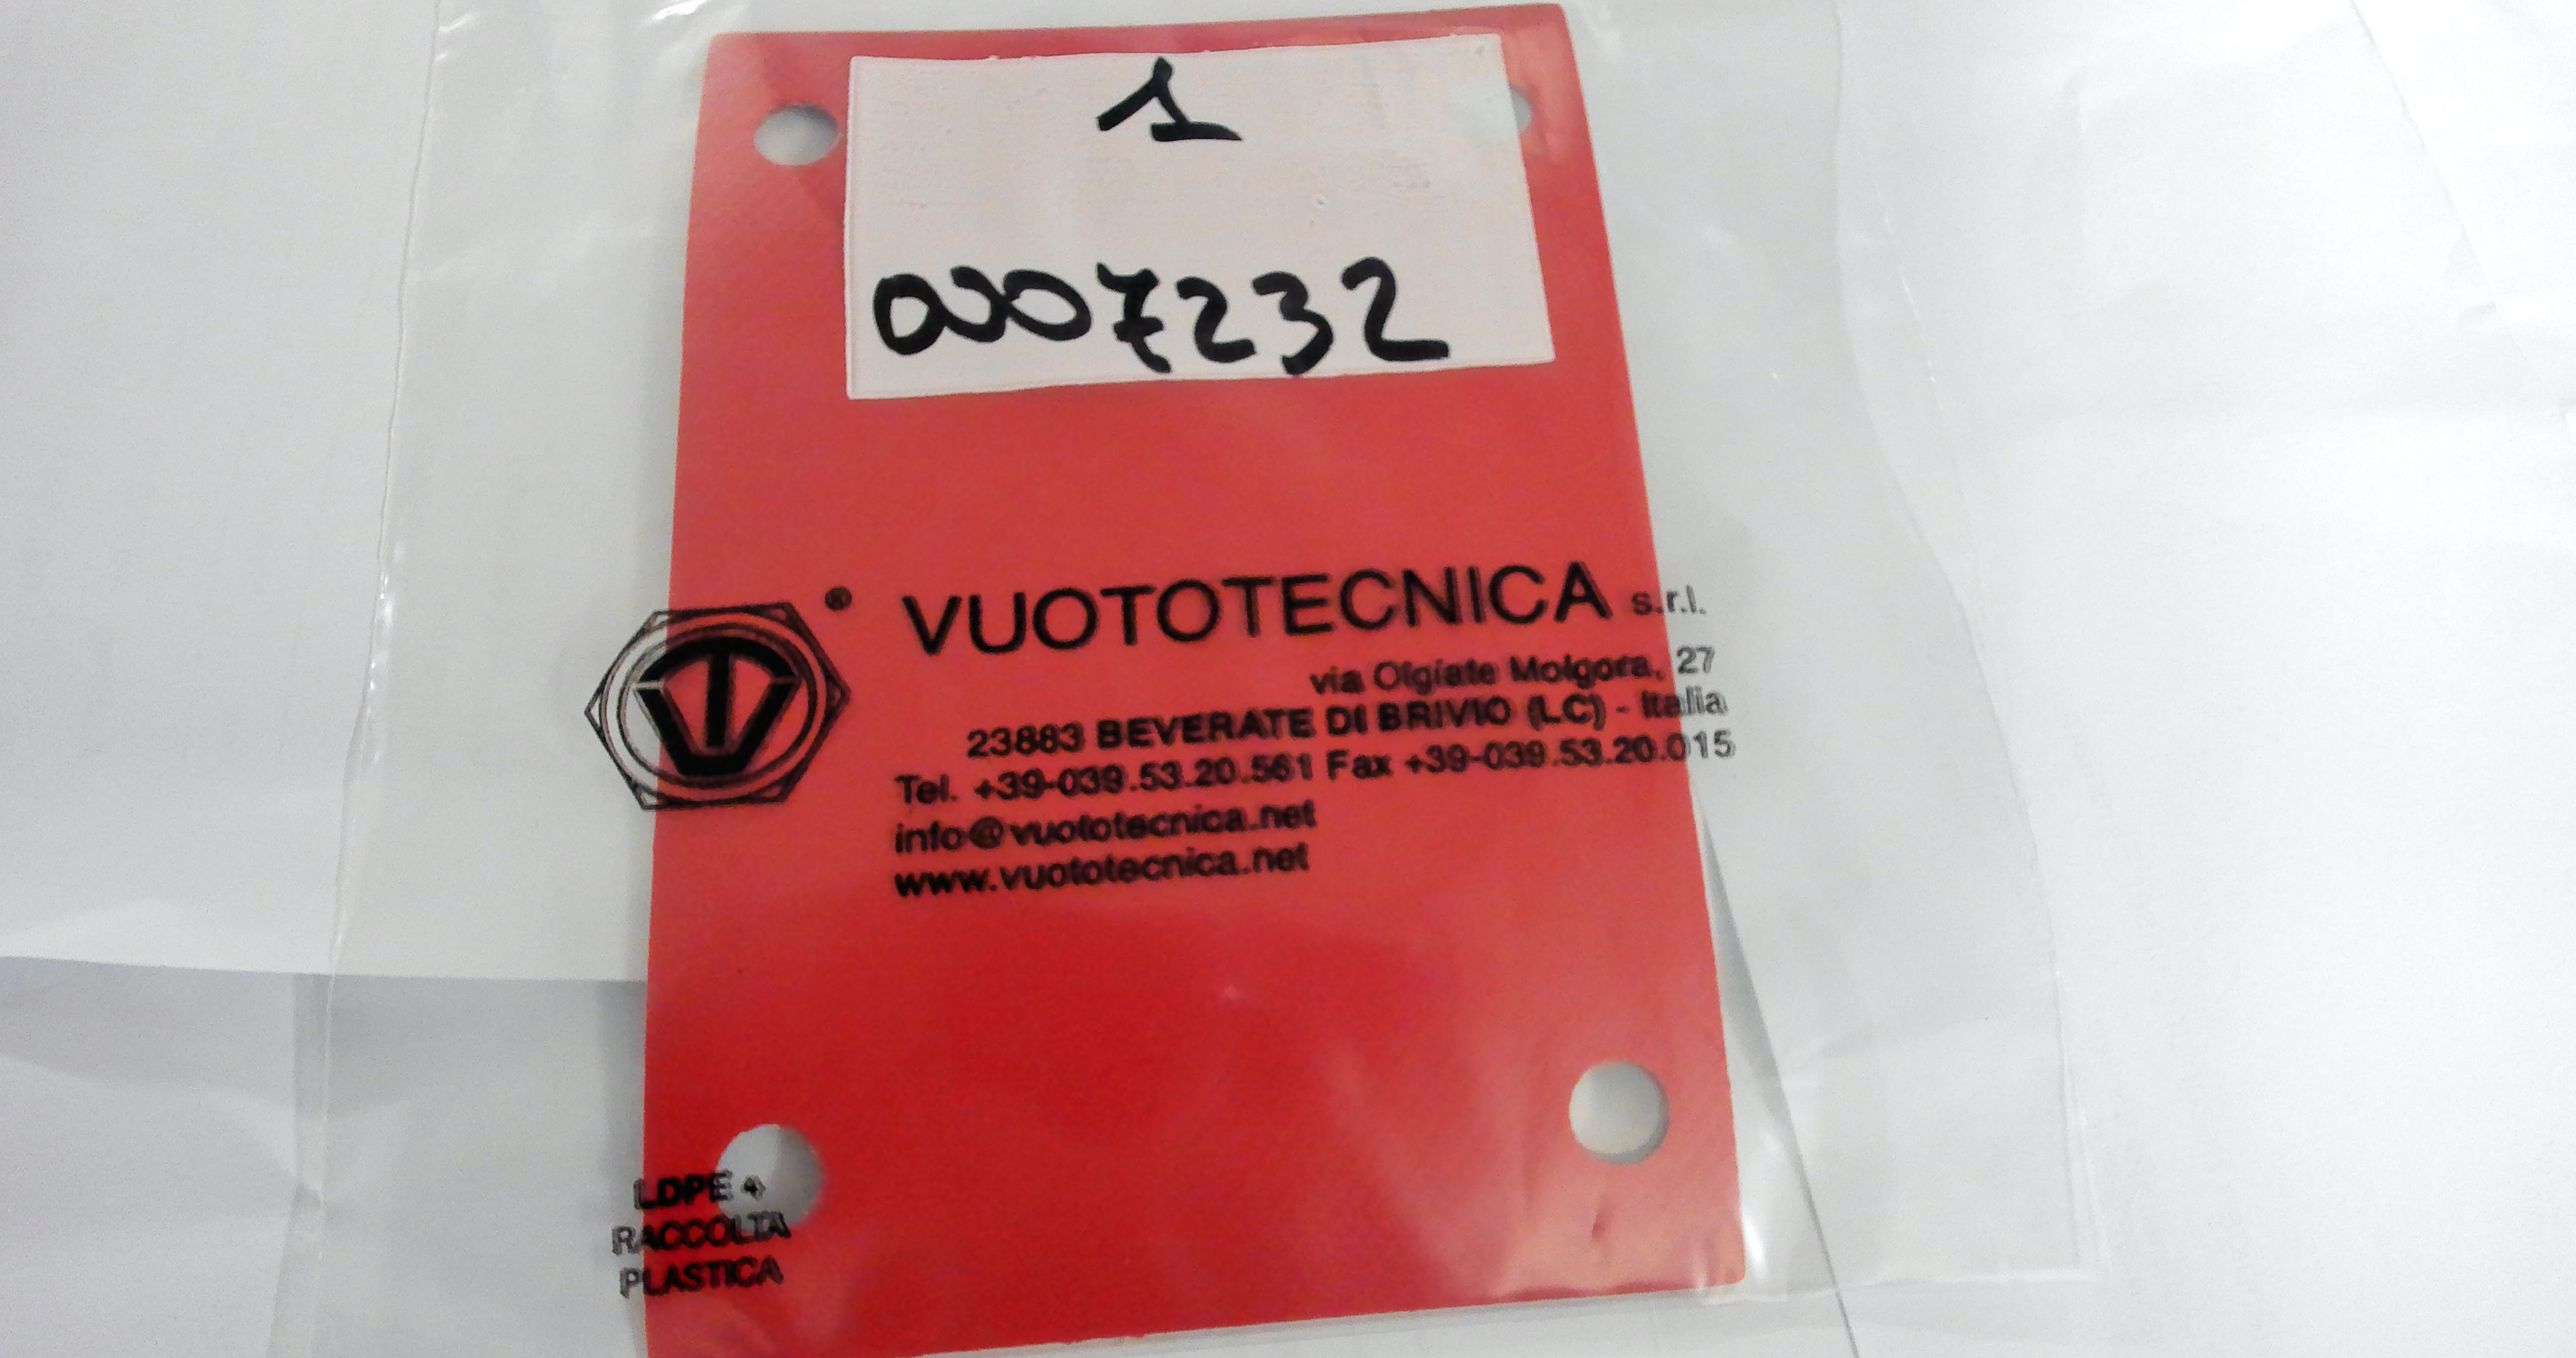 1
0007232
® VUOTOTECNICA s.r.l.
via Olgiate Molgora, 27
23883 BEVERATE DI BRIVIO (LC) - Italia
Tel. +39-039.53.20.561 Fax +39-039.53.20.015
info@vuototecnica.net
www.vuototecnica.net
LDPE 4
RACCOLTA
PLASTICA